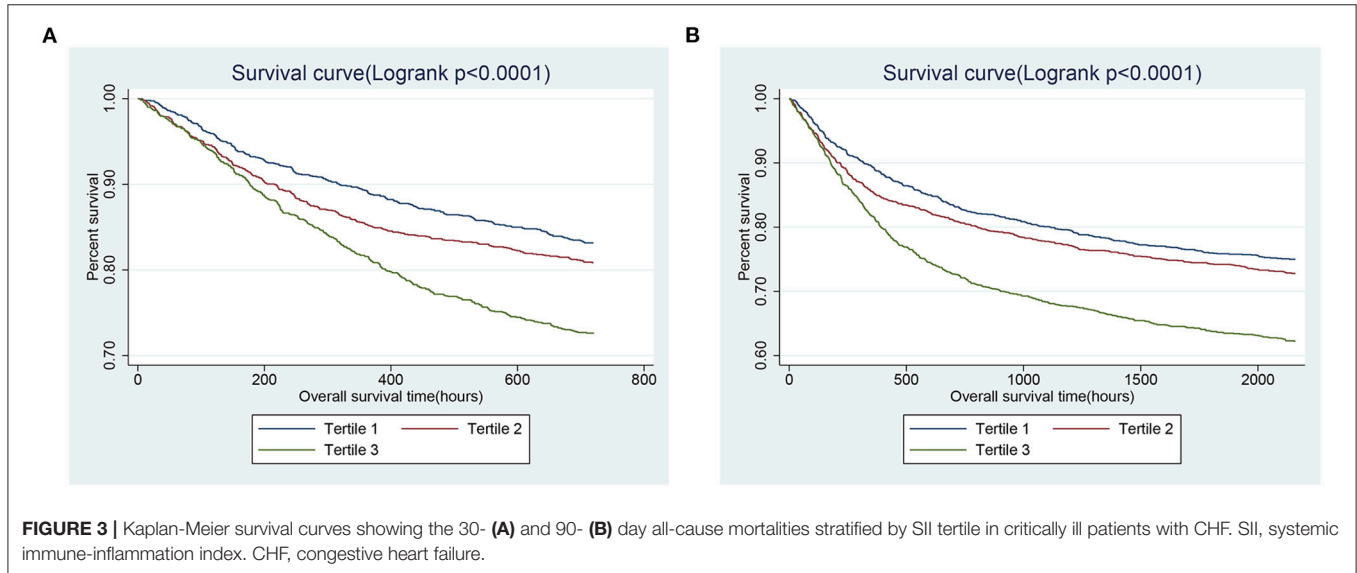 A
Survival curve(Logrank p<0.0001)
Percent survival
1.00
0.90
0.80
0.70
0 200 400 600 800
Overall survival time(hours)
Tertile 1 Tertile 2
Tertile 3
B
Survival curve(Logrank p<0.0001)
Percent survival
1.00
0.90
0.80
0.70
0.60
0 500 1000 1500 2000
Overall survival time(hours)
Tertile 1 Tertile 2
Tertile 3
FIGURE 3 | Kaplan-Meier survival curves showing the 30- (A) and 90- (B) day all-cause mortalities stratified by SII tertile in critically ill patients with CHF. SII, systemic
immune-inflammation index. CHF, congestive heart failure.